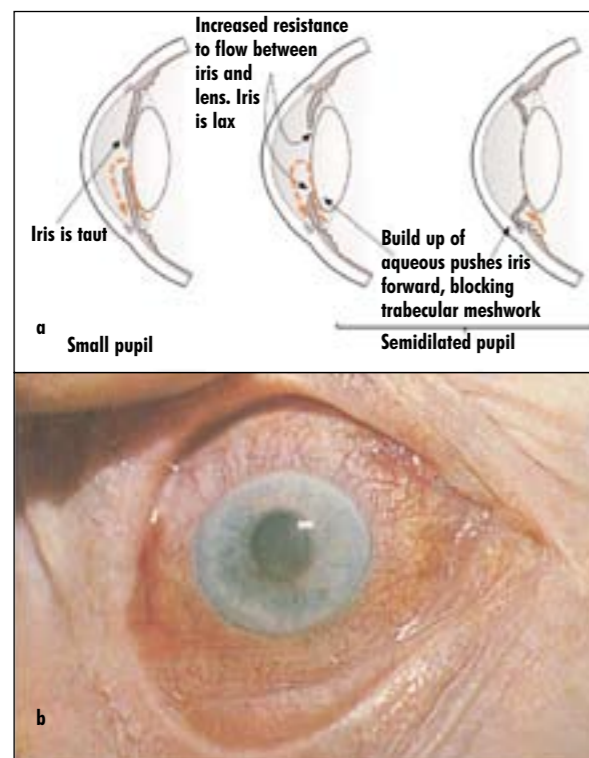 Increased resistance
to flow between
iris and
lens. Iris
is lax
Iris is taut
Build up of
aqueous pushes iris
forward, blocking
trabecular meshwork
a
Small pupil
Semidilated pupil
b